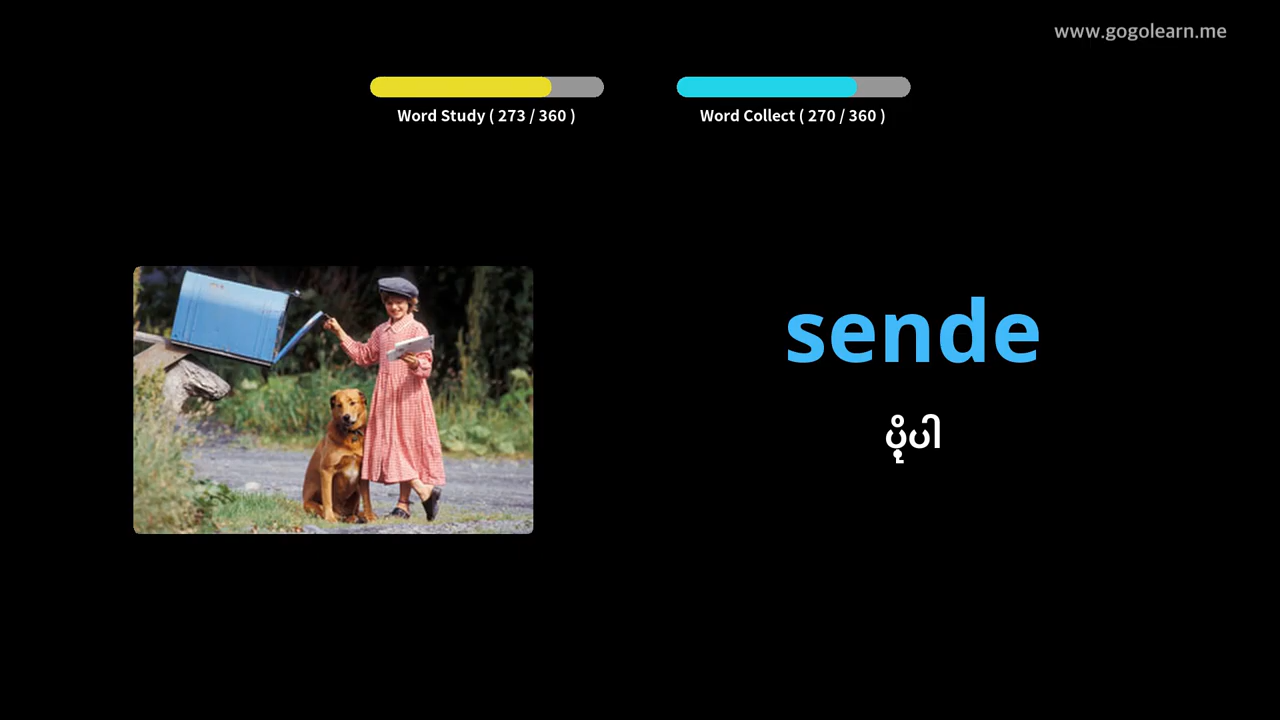 www.gogolearn.me
Word Study ( 273 / 360 )
Word Collect ( 270 / 360 )
sende
ပို့ပါ